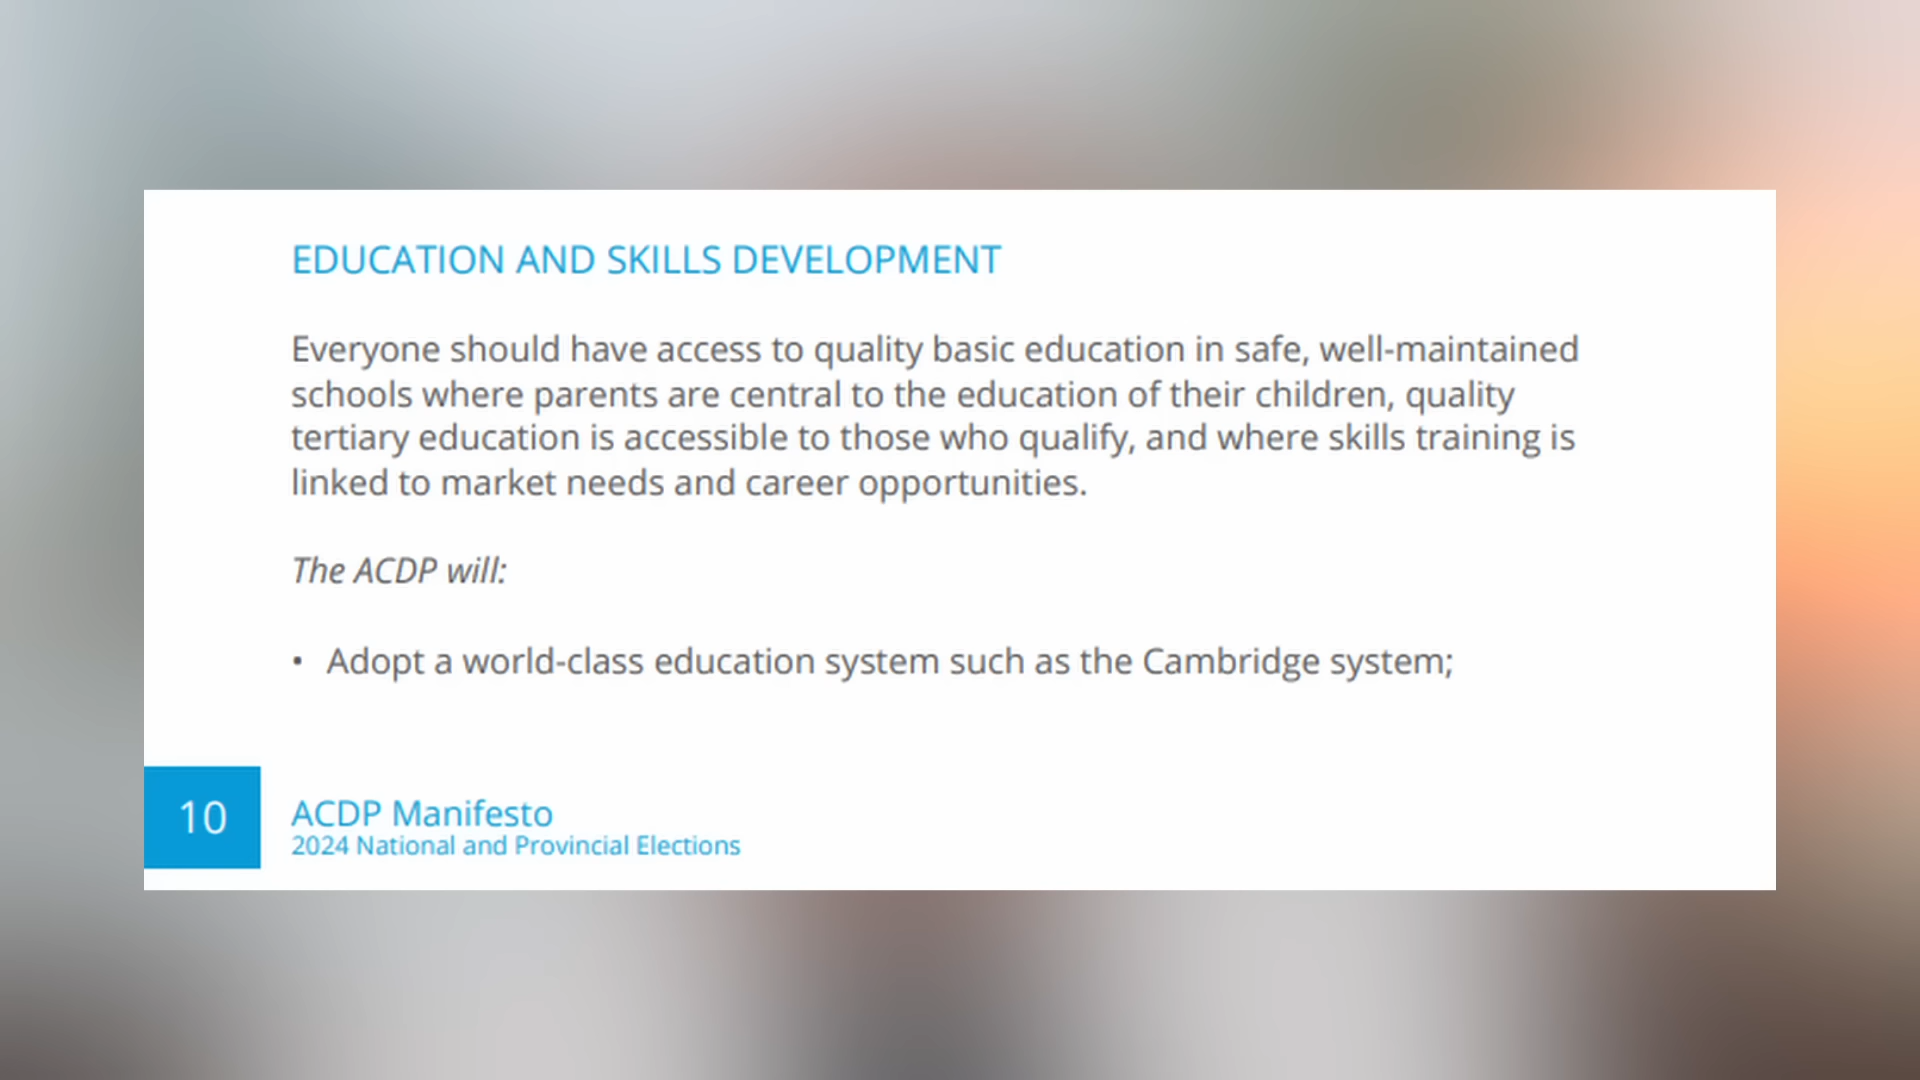 EDUCATION AND SKILLS DEVELOPMENT
Everyone should have access to quality basic education in safe, well-maintained
schools where parents are central to the education of their children, quality
tertiary education is accessible to those who qualify, and where skills training is
linked to market needs and career opportunities.
The ACDP will:
• Adopt a world-class education system such as the Cambridge system;
10
ACDP Manifesto
2024 National and Provincial Elections